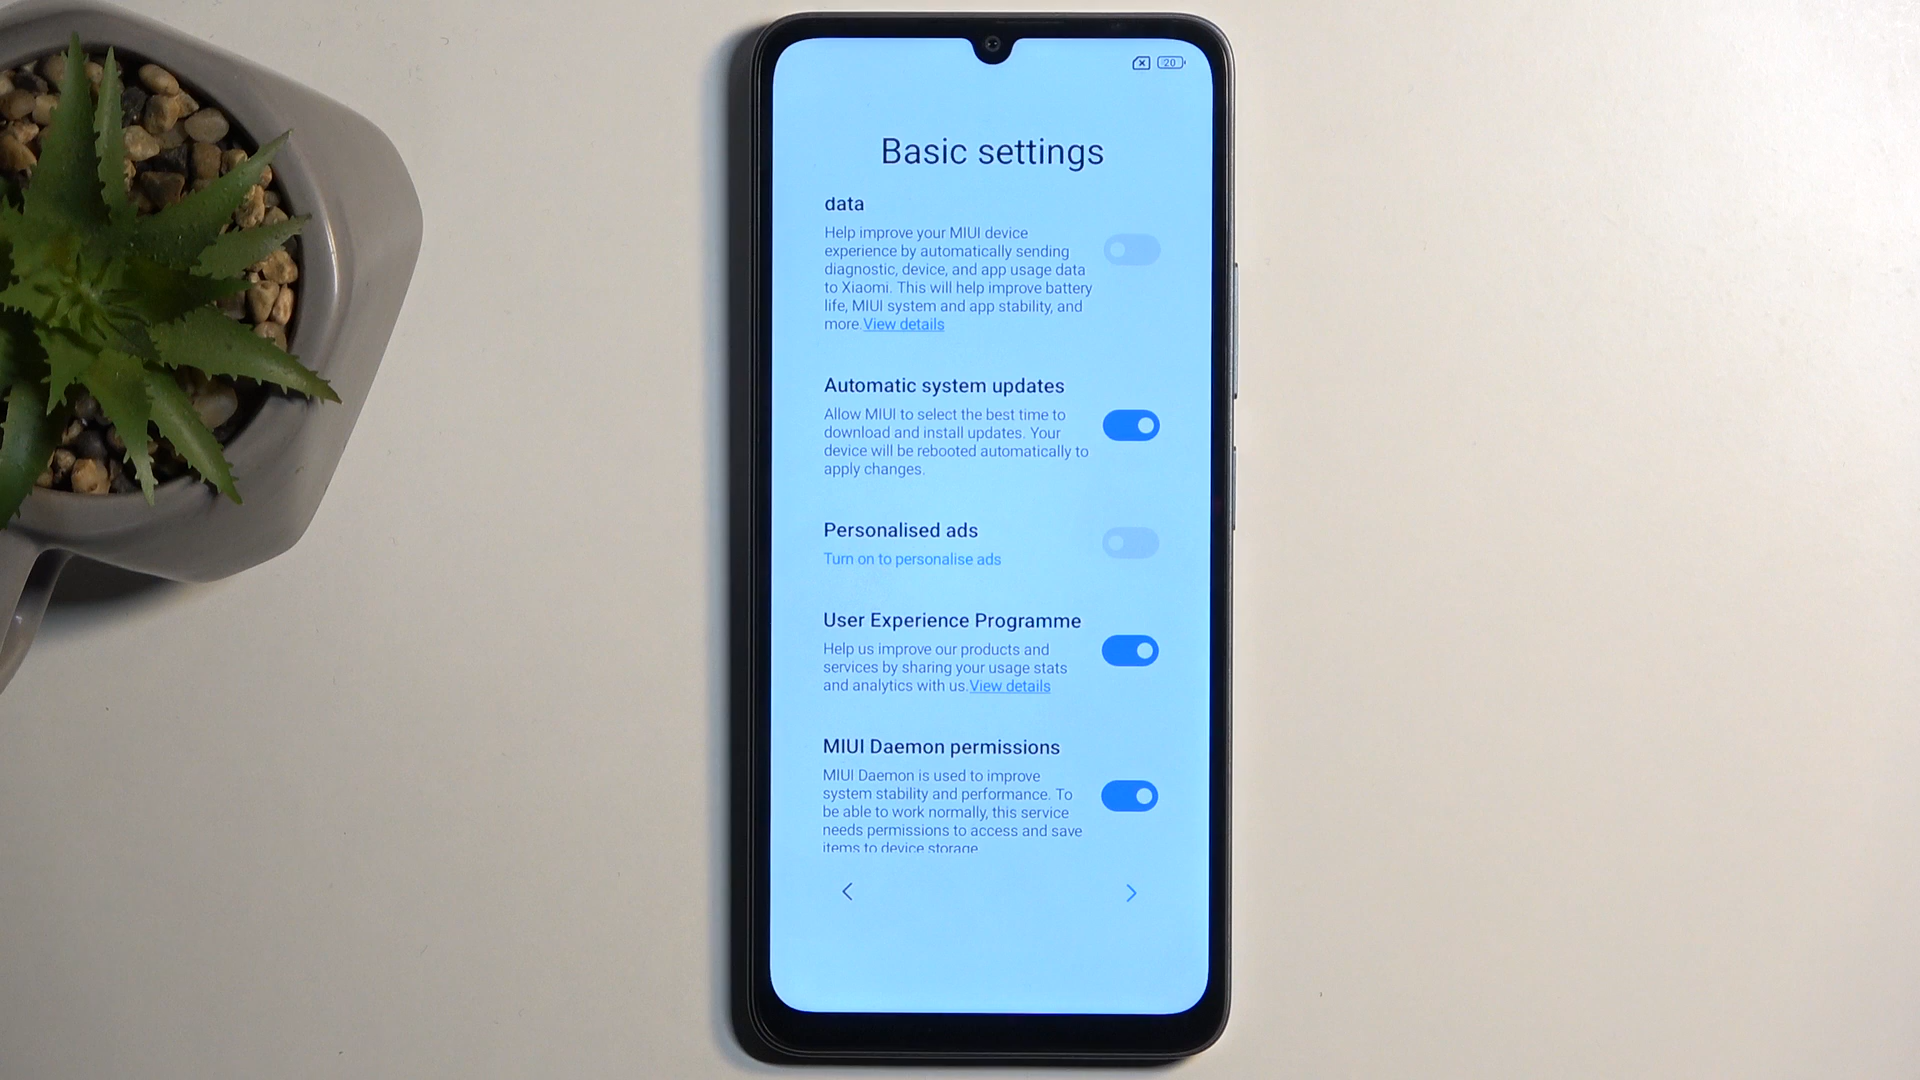 20
Basic settings
data
Help improve your MIUI device
experience by automatically sending
diagnostic, device, and app usage data
to Xiaomi. This will help improve battery
life, MIUI system and app stability, and
more.View details
Automatic system updates
Allow MIUI to select the best time to
download and install updates. Your
device will be rebooted automatically to
apply changes.
Personalised ads
Turn on to personalise ads
User Experience Programme
Help us improve our products and
services by sharing your usage stats
and analytics with us.View details
MIUI Daemon permissions
MIUI Daemon is used to improve
system stability and performance. To
be able to work normally, this service
needs permissions to access and save
items to device storage